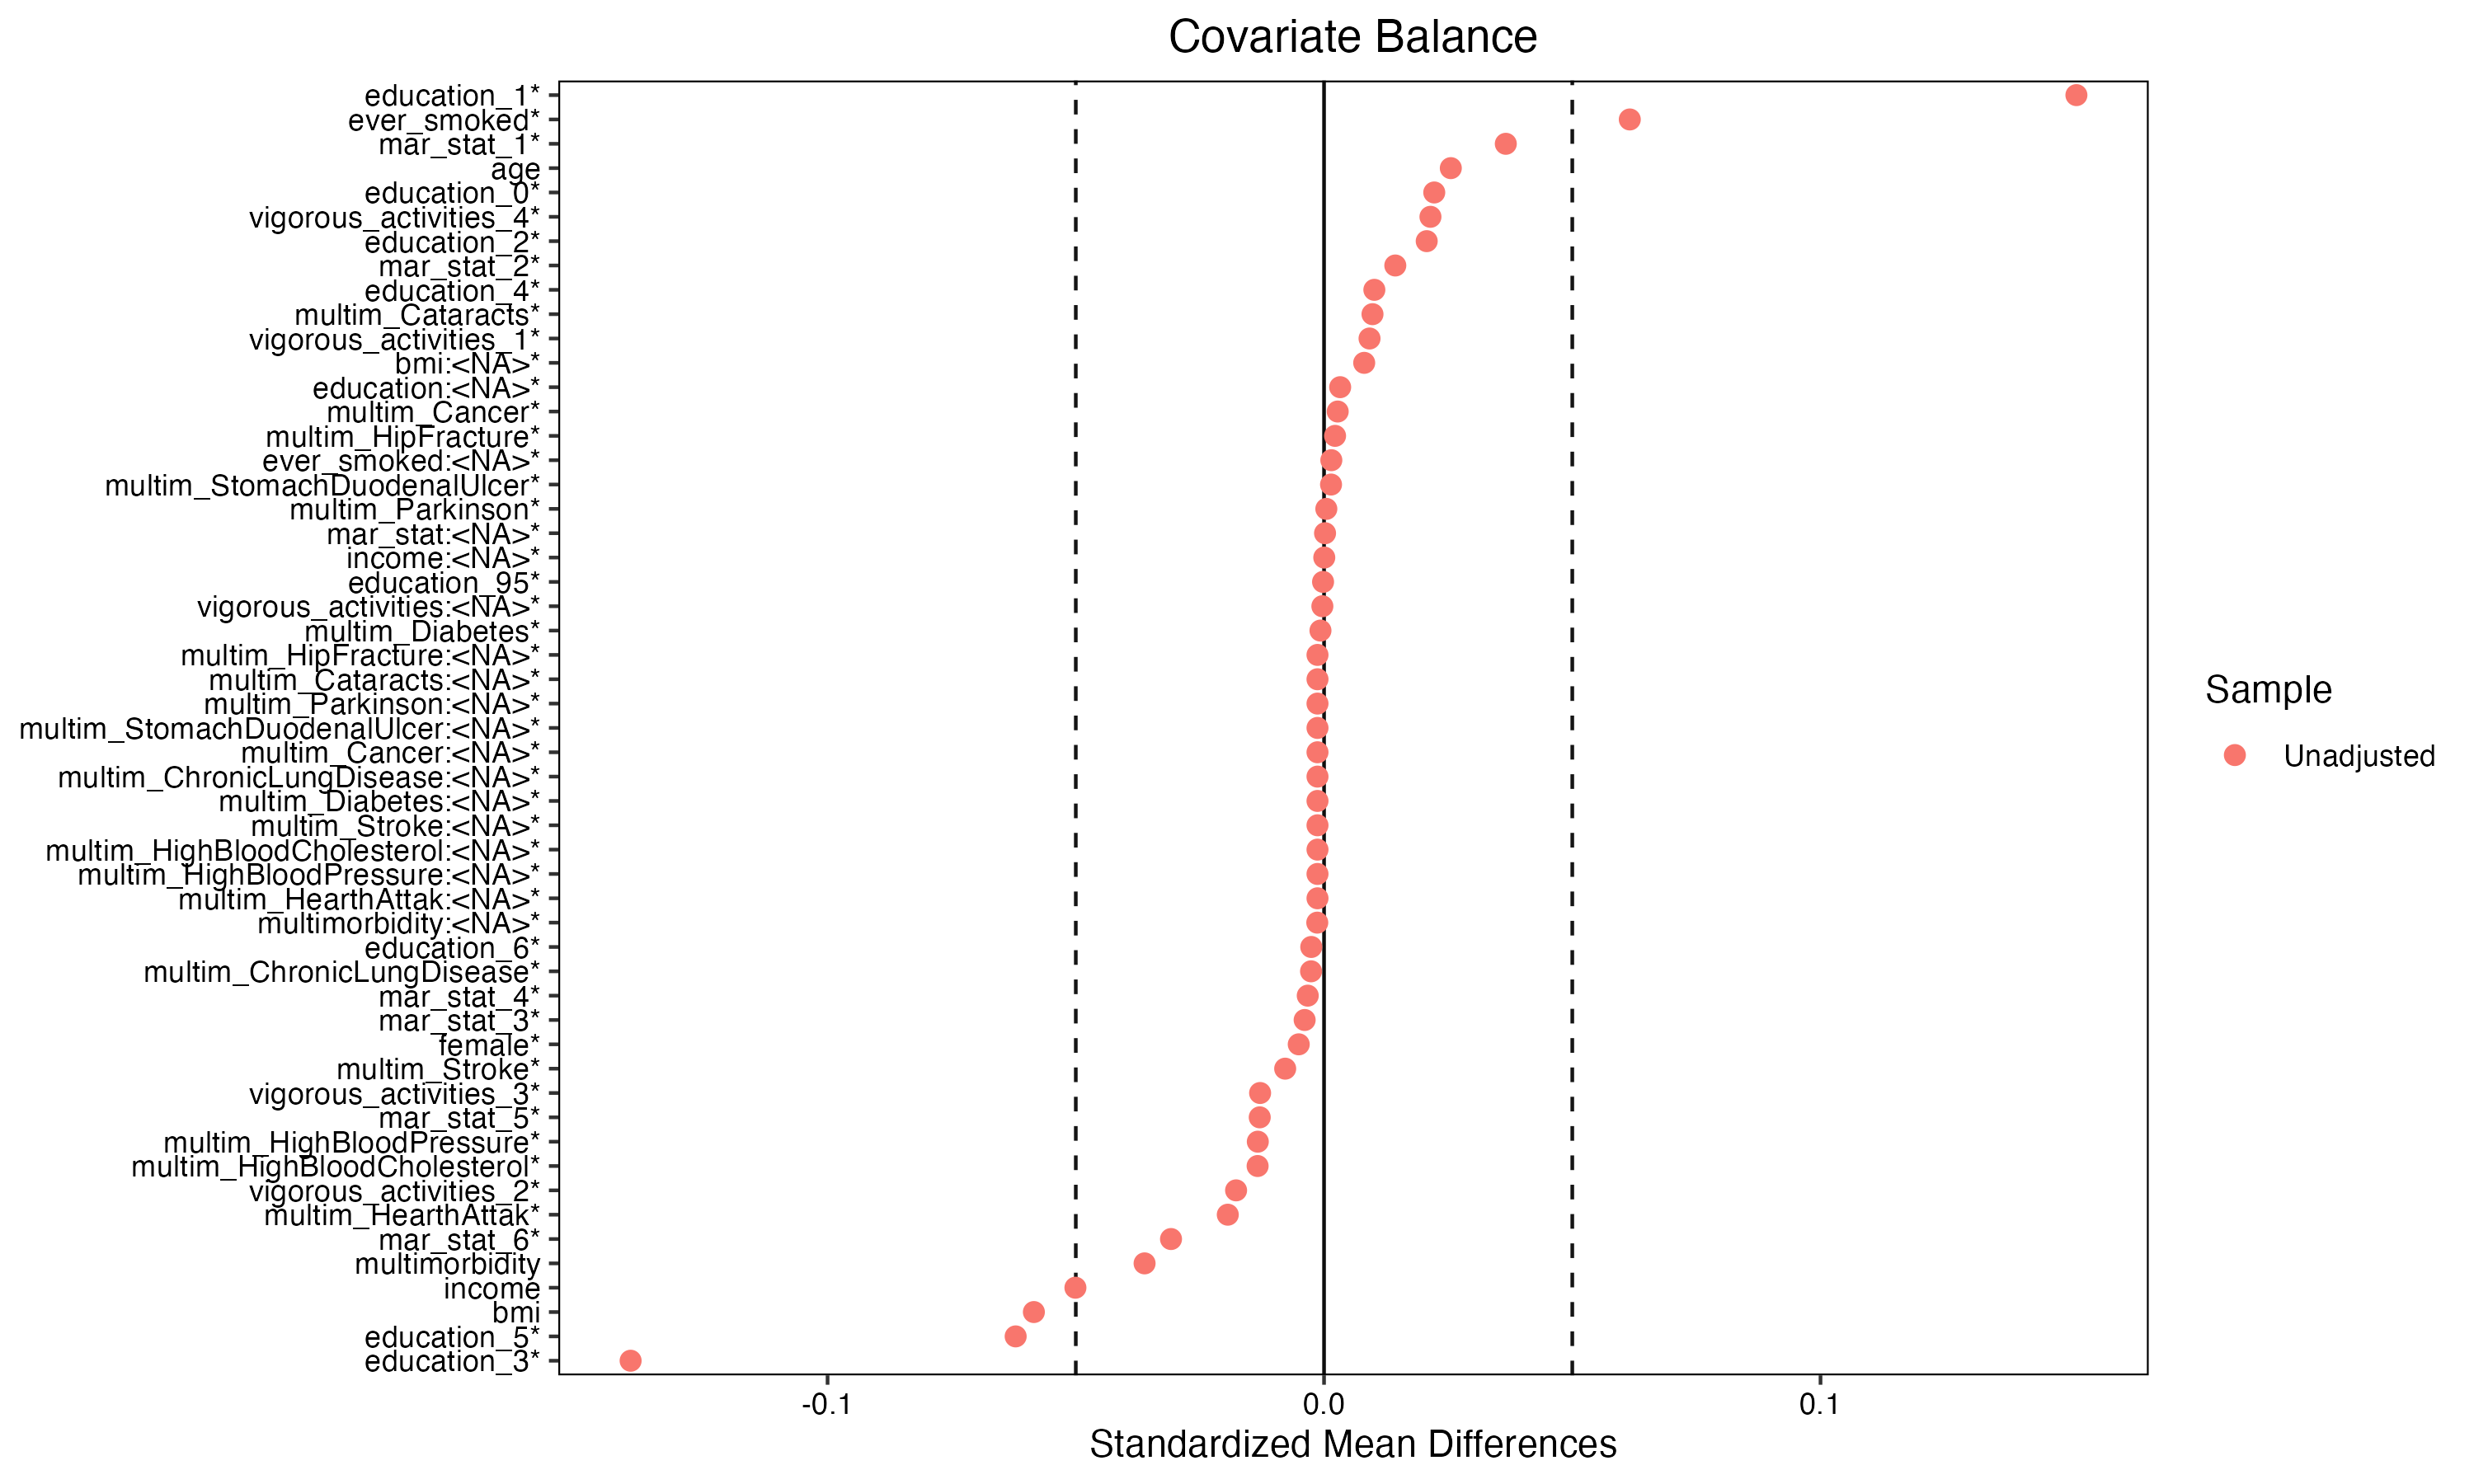 Covariate Balance
education_1*
ever_smoked*
mar_stat_1*
age
education_0*
vigorous_activities_4*
education_2*
mar_stat_2*
education_4*
multim_Cataracts*
vigorous_activities_1*
bmi:<NA>*
education:<NA>*
multim_Cancer*
multim_HipFracture*
ever_smoked:<NA>*
multim_StomachDuodenalUlcer*
multim_Parkinson*
mar_stat:<NA>*
income:<NA>*
education_95*
vigorous_activities:<NA>*
multim_Diabetes*
multim_HipFracture:<NA>*
multim_Cataracts:<NA>*
multim_Parkinson:<NA>*
multim_StomachDuodenalUlcer:<NA>*
multim_Cancer:<NA>*
multim_ChronicLungDisease:<NA>*
multim_Diabetes:<NA>*
multim_Stroke:<NA>*
multim_HighBloodCholesterol:<NA>*
multim_HighBloodPressure:<NA>*
multim_HearthAttak:<NA>*
multimorbidity:<NA>*
education_6*
multim_ChronicLungDisease*
mar_stat_4*
mar_stat_3*
female*
multim_Stroke*
vigorous_activities_3*
mar_stat_5*
multim_HighBloodPressure*
multim_HighBloodCholesterol*
vigorous_activities_2*
multim_HearthAttak*
mar_stat_6*
multimorbidity
income
bmi
education_5*
education_3*
-0.1 0.0 0.1
Standardized Mean Differences
Sample
Unadjusted